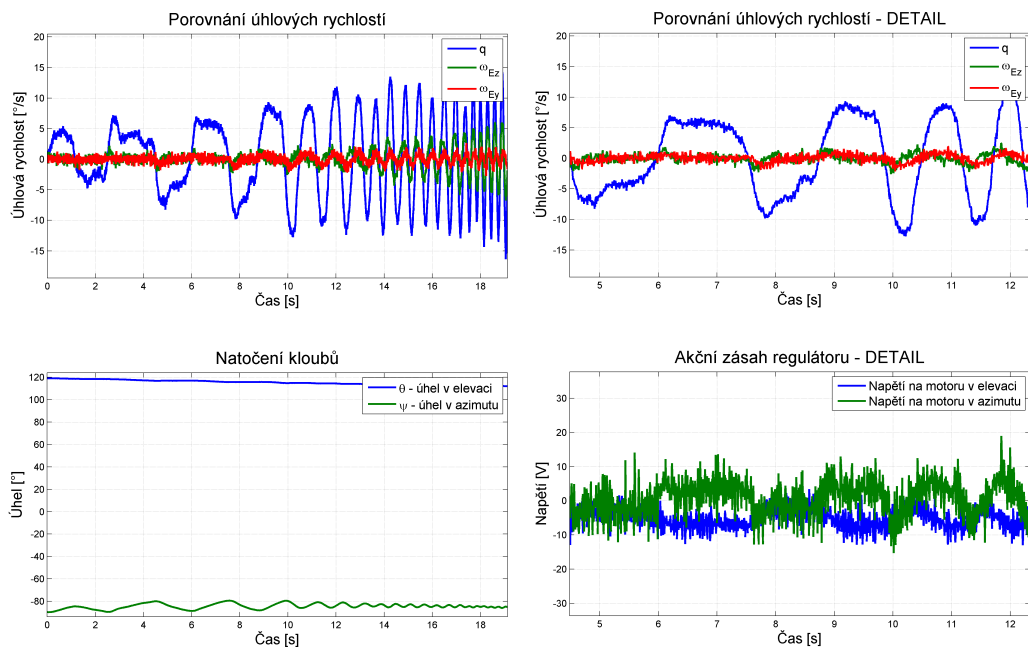 Porovnání úhlových rychlostí
Úhlová rychlost [°/s]
20
15
10
5
0
-5
-10
-15
q
ω_Ez
ω_Ey
0 2 4 6 8 10 12 14 16 18
Čas [s]
Porovnání úhlových rychlostí - DETAIL
Úhlová rychlost [°/s]
20
15
10
5
0
-5
-10
-15
q
ω_Ez
ω_Ey
5 6 7 8 9 10 11 12
Čas [s]
Natočení kloubů
Úhel [°]
120
100
80
60
40
20
0
-20
-40
-60
-80
θ - úhel v elevaci
ψ - úhel v azimutu
0 2 4 6 8 10 12 14 16 18
Čas [s]
Akční zásah regulátoru - DETAIL
Napětí [V]
30
20
10
0
-10
-20
-30
Napětí na motoru v elevaci
Napětí na motoru v azimutu
5 6 7 8 9 10 11 12
Čas [s]